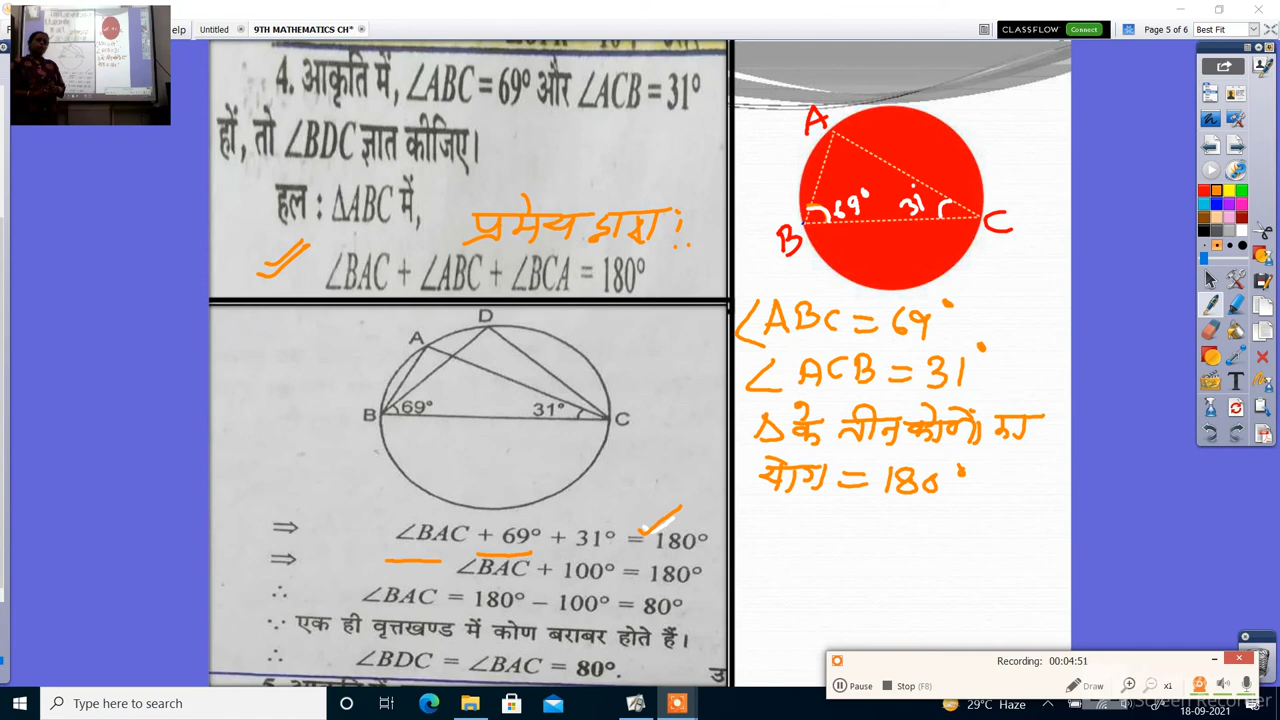 help
Untitled
9TH MATHEMATICS CH*
CLASSFLOW
Connect
Page 5 of 6
Best Fit
4. आकृति में, ∠ABC = 69° और ∠ACB = 31°
हों, तो ∠BDC ज्ञात कीजिए।
हल : ΔABC में,
प्रमेय द्वारा :
∠BAC + ∠ABC + ∠BCA = 180°
D
A
B
69°
31°
C
⇒ ∠BAC + 69° + 31° = 180°
⇒ ∠BAC + 100° = 180°
∴ ∠BAC = 180° − 100° = 80°
∵ एक ही वृत्तखण्ड में कोण बराबर होते हैं।
∴ ∠BDC = ∠BAC = 80°.
A
69°
31°
B
C
∠ABC = 69°
∠ACB = 31°
Δ के तीन कोणों का
योग = 180°
Recording: 00:04:51
Pause
Stop (F8)
Draw
x1
Screen Recorder
Type here to search
29°C Haze
18-09-2021